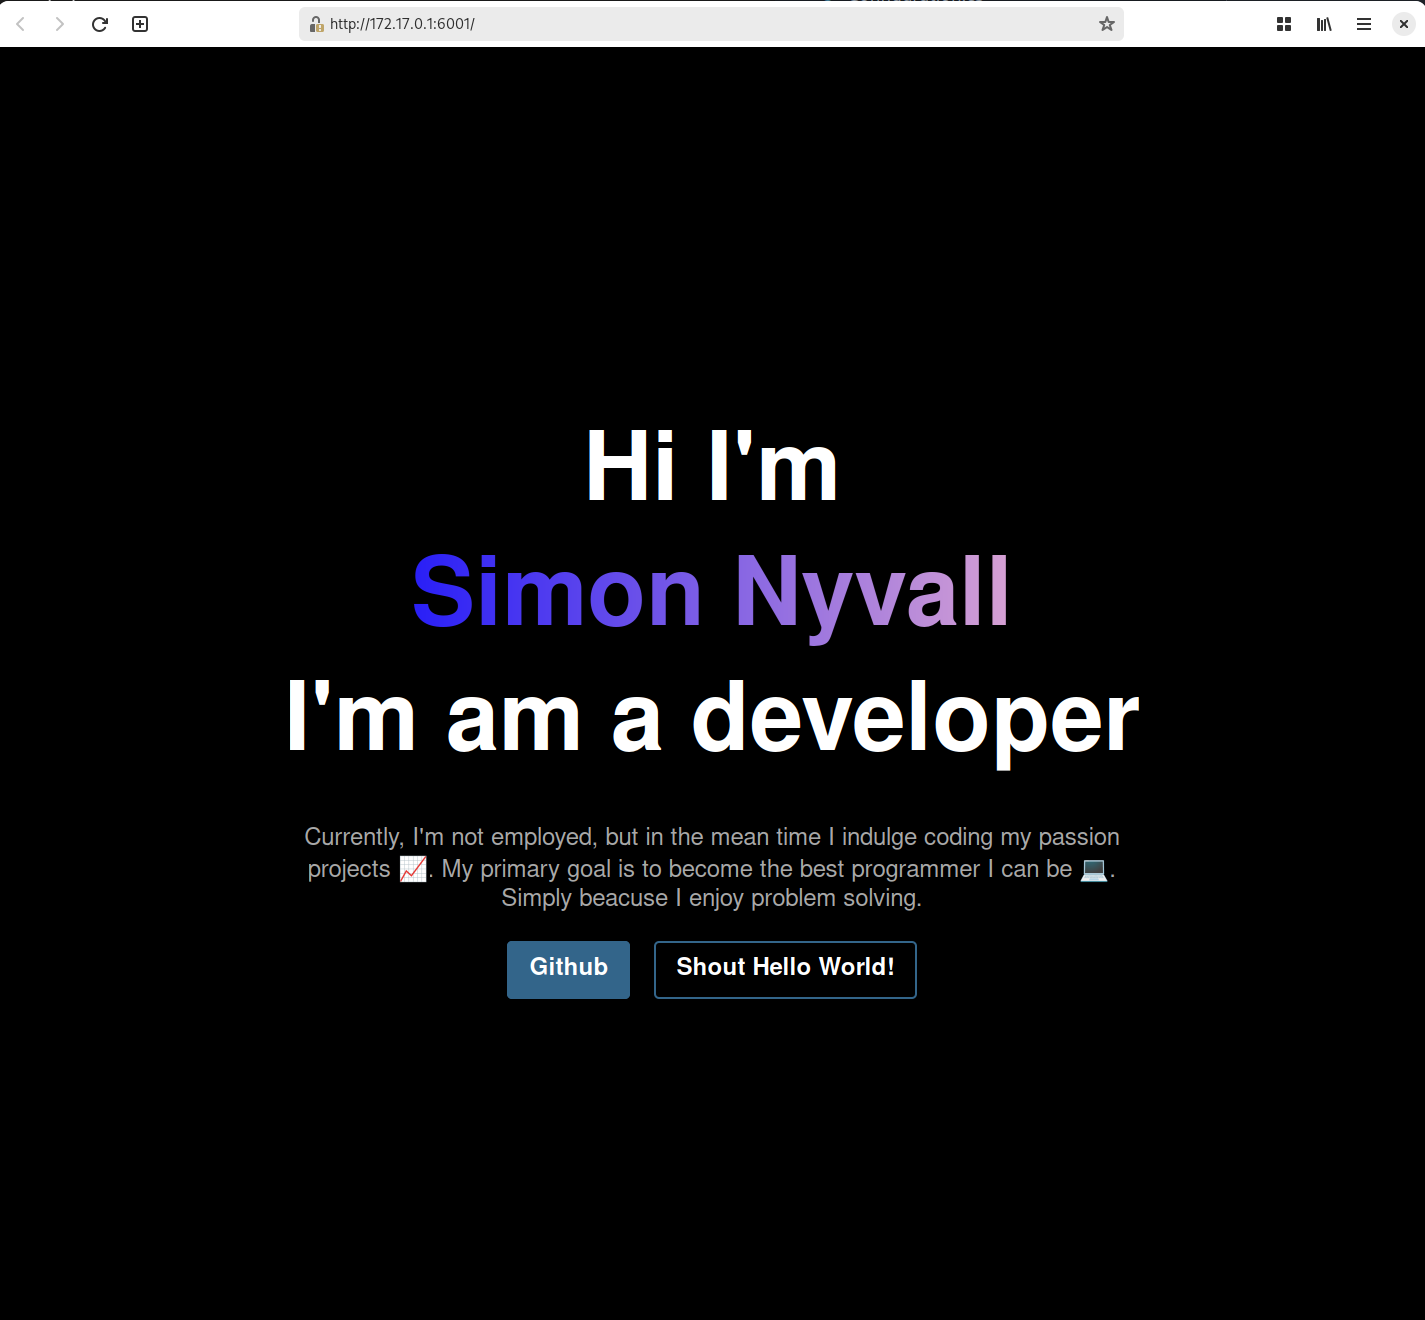 http://172.17.0.1:6001/
Hi I'm
Simon Nyvall
I'm am a developer
Currently, I'm not employed, but in the mean time I indulge coding my passion
projects 📈. My primary goal is to become the best programmer I can be 💻.
Simply beacuse I enjoy problem solving.
Github
Shout Hello World!